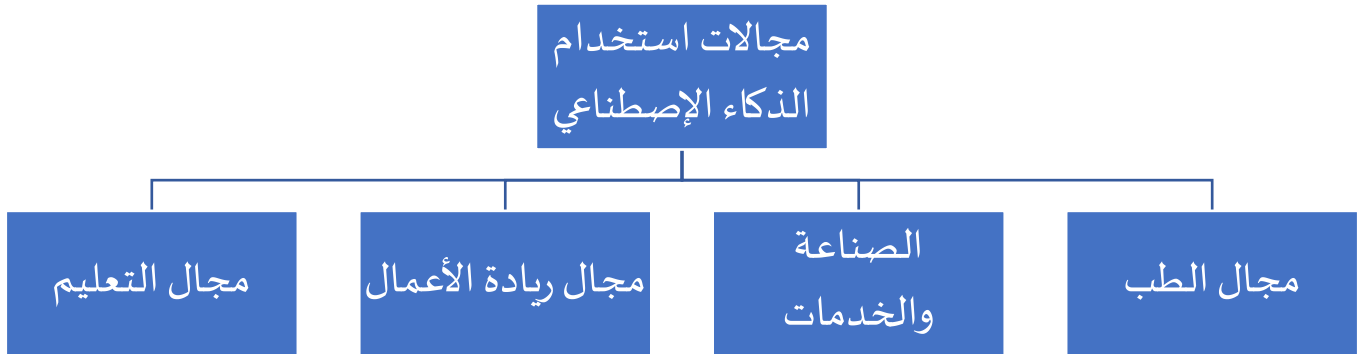 مجالات استخدام
الذكاء الإصطناعي
مجال الطب
الصناعة
والخدمات
مجال ريادة الأعمال
مجال التعليم